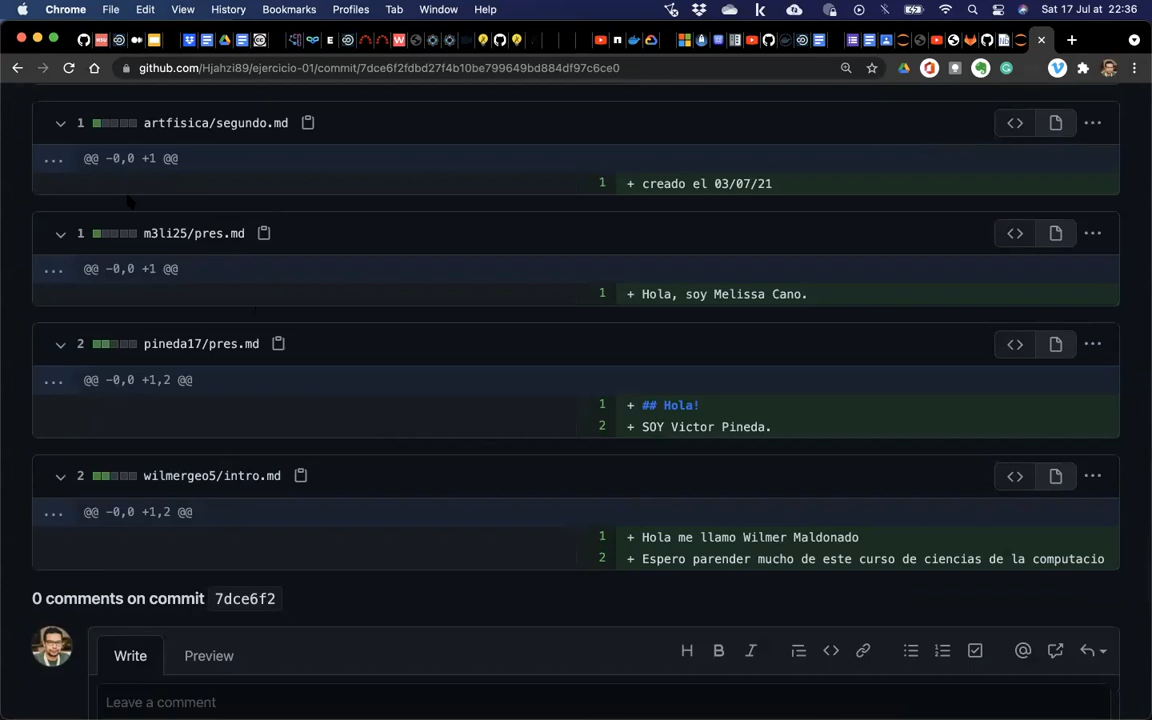 Chrome File Edit View History Bookmarks Profiles Tab Window Help Sat 17 Jul at 22:36
github.com/Hjahzi89/ejercicio-01/commit/7dce6f2fdbd27f4b10be799649bd884df97c6ce0
1 artfisica/segundo.md
... @@ -0,0 +1 @@
1 + creado el 03/07/21
1 m3li25/pres.md
... @@ -0,0 +1 @@
1 + Hola, soy Melissa Cano.
2 pineda17/pres.md
... @@ -0,0 +1,2 @@
1 + ## Hola!
2 + SOY Victor Pineda.
2 wilmergeo5/intro.md
... @@ -0,0 +1,2 @@
1 + Hola me llamo Wilmer Maldonado
2 + Espero parender mucho de este curso de ciencias de la computacio
0 comments on commit 7dce6f2
Write Preview
Leave a comment